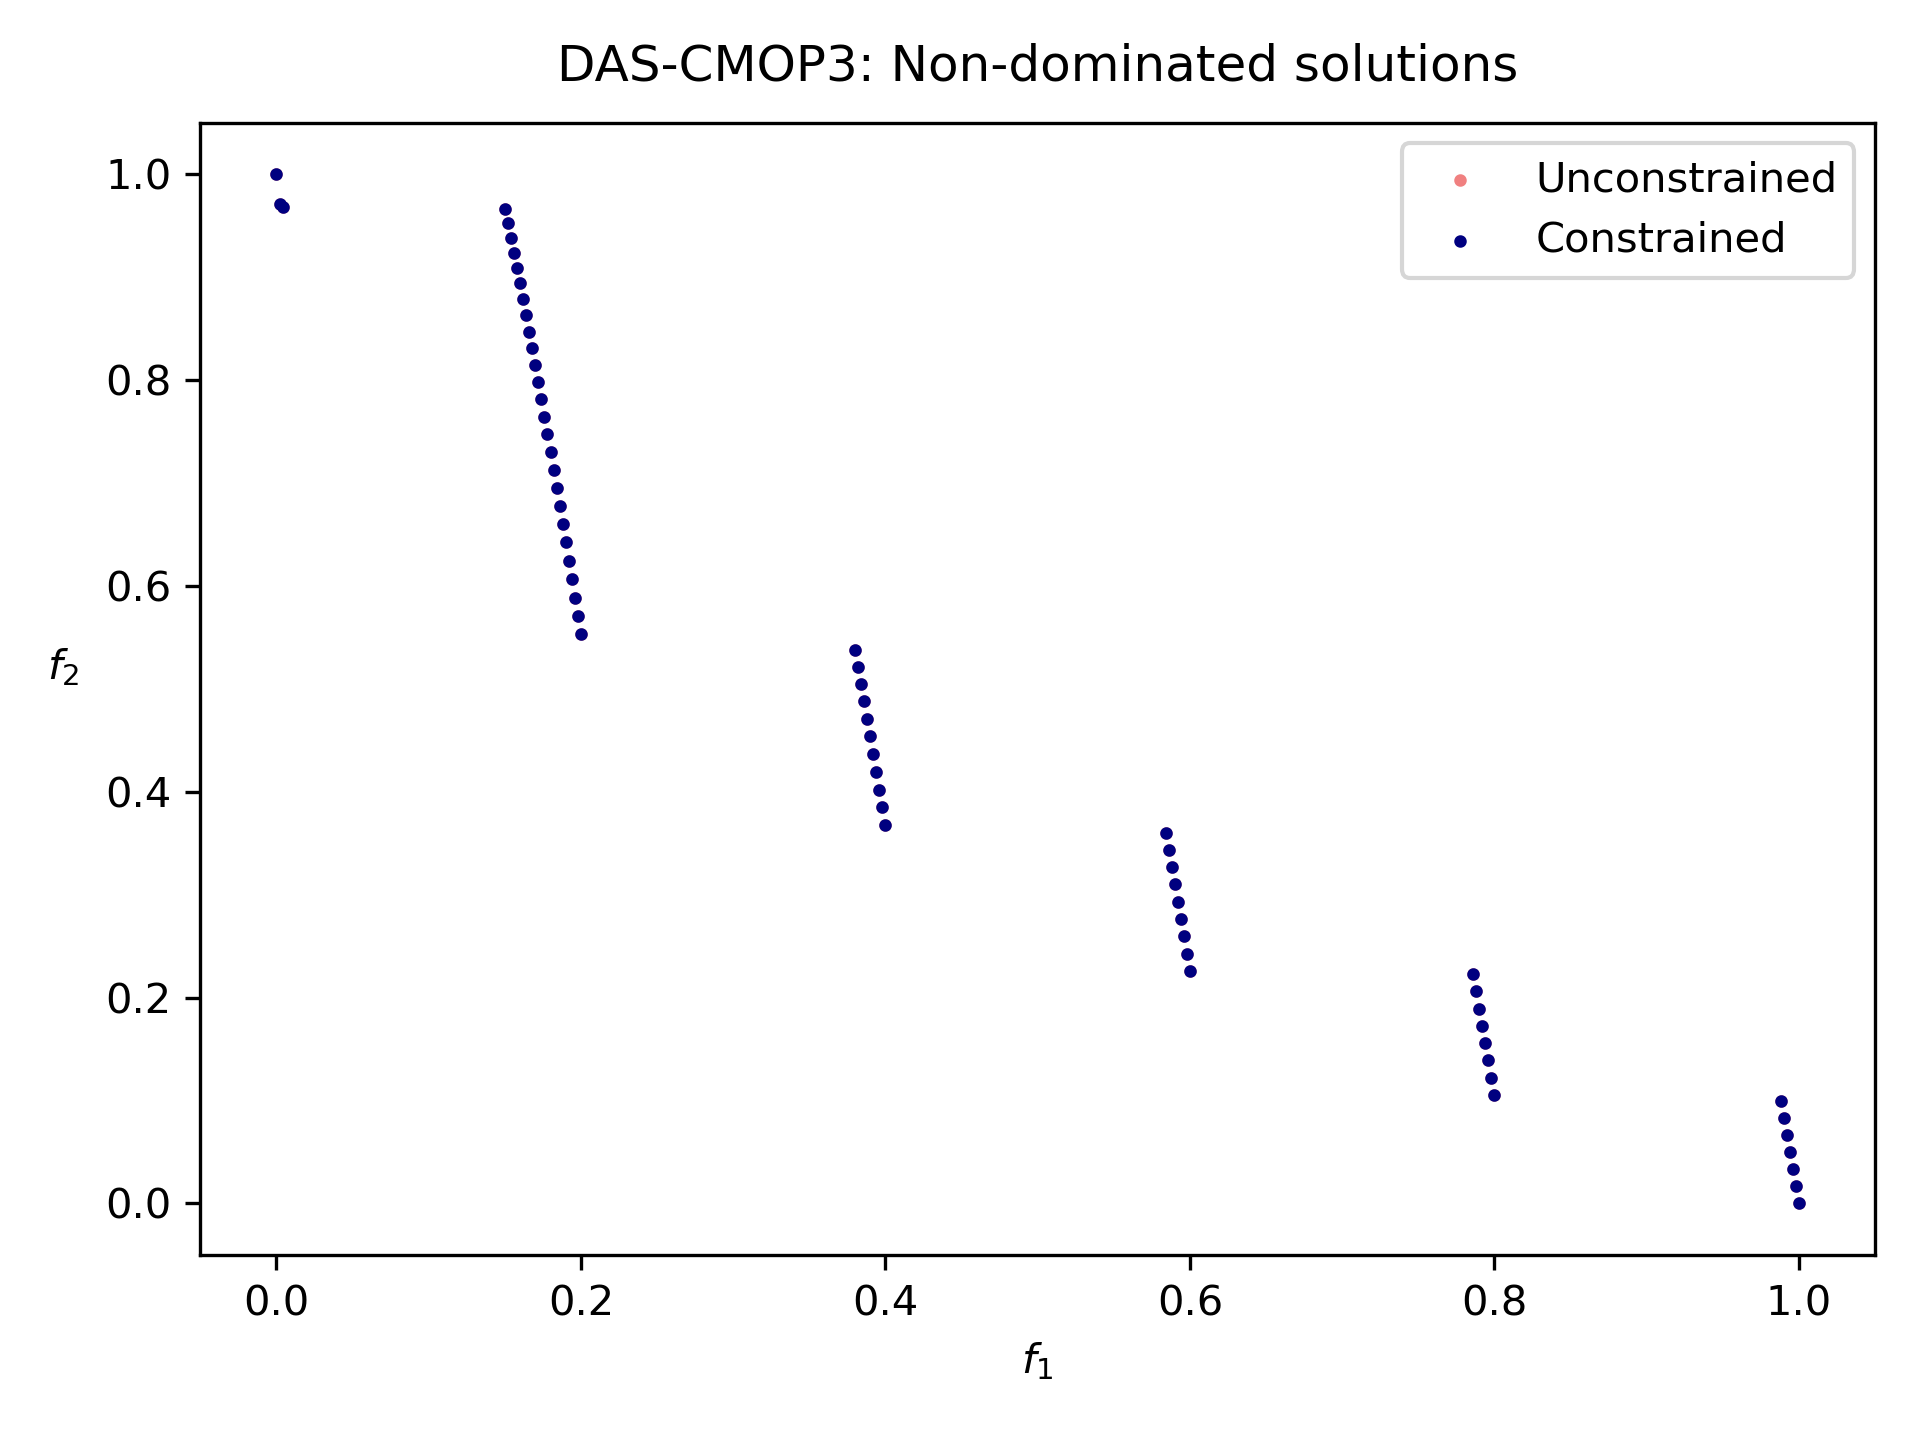 DAS-CMOP3: Non-dominated solutions
Unconstrained
Constrained
1.0
0.8
0.6
0.4
0.2
0.0
f₂
0.0 0.2 0.4 0.6 0.8 1.0
f₁